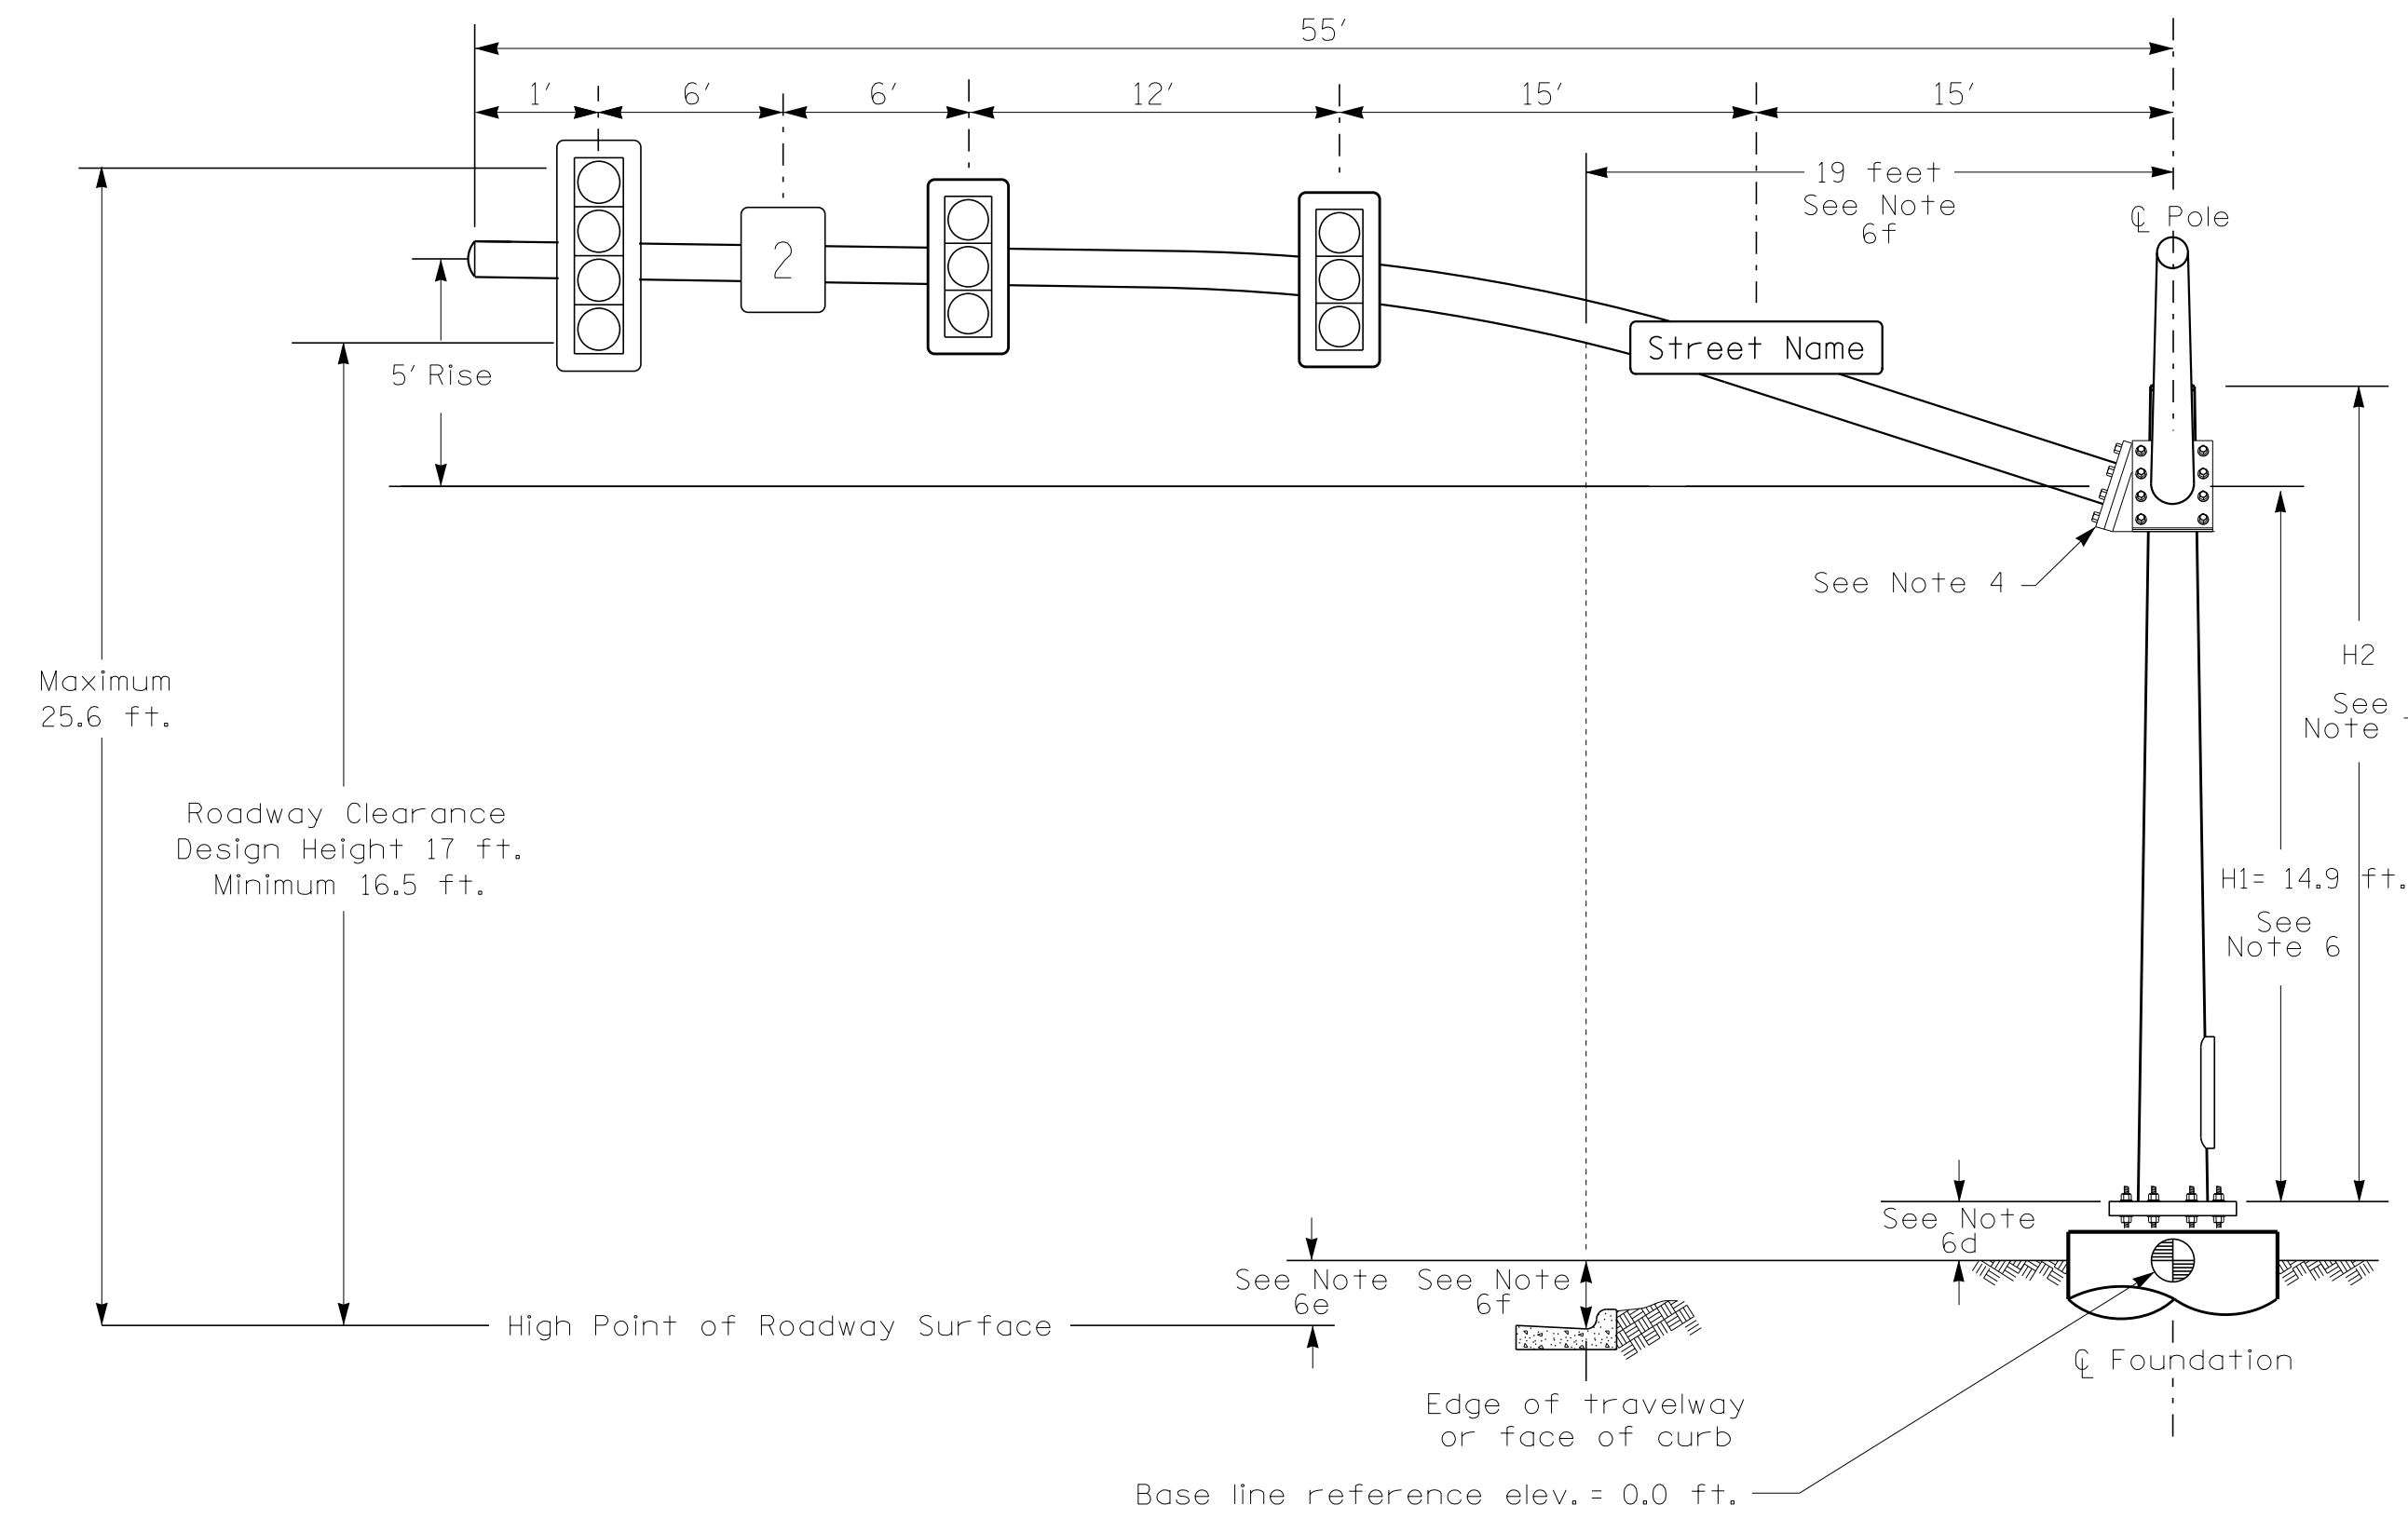 55'
1'
6'
6'
12'
15'
15'
19 feet
See Note
6f
℄ Pole
2
Street Name
5' Rise
See Note 4
H2
See
Note
Maximum
25.6 ft.
Roadway Clearance
Design Height 17 ft.
Minimum 16.5 ft.
H1= 14.9 ft.
See
Note 6
See Note
6d
See Note
6e
See Note
6f
High Point of Roadway Surface
℄ Foundation
Edge of travelway
or face of curb
Base line reference elev. = 0.0 ft.